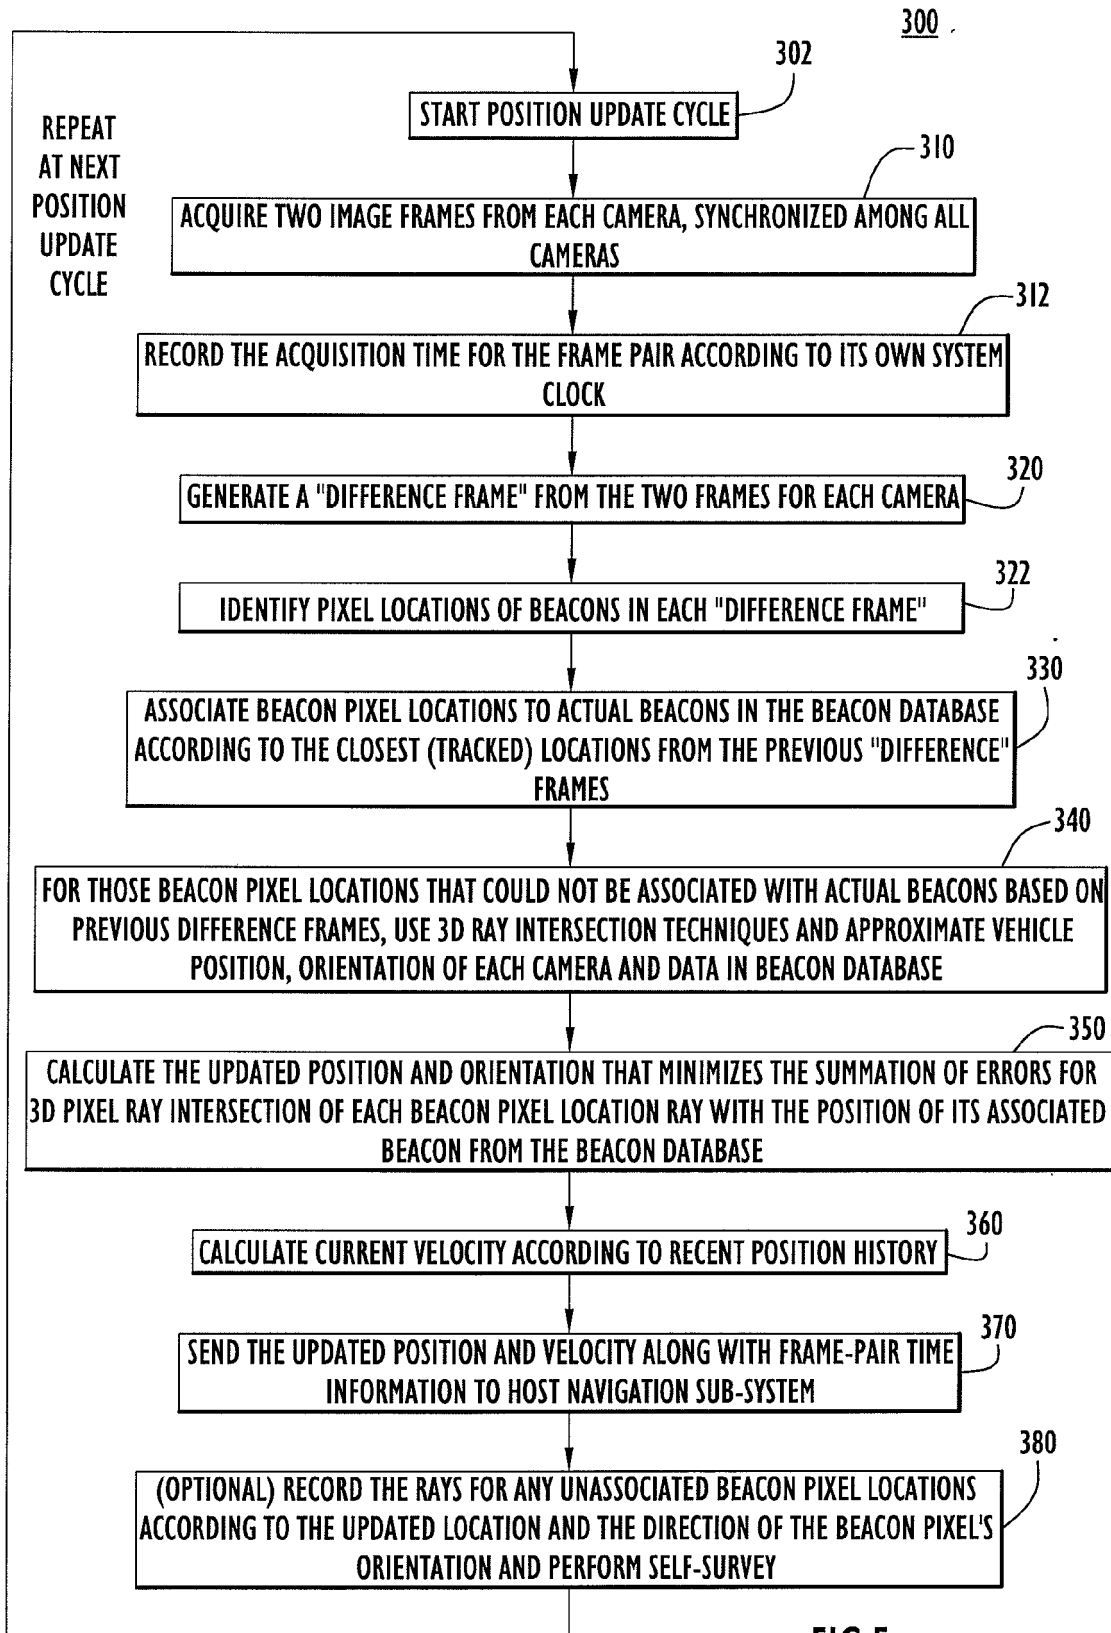 300
302
START POSITION UPDATE CYCLE
REPEAT
AT NEXT
POSITION
UPDATE
CYCLE
310
ACQUIRE TWO IMAGE FRAMES FROM EACH CAMERA, SYNCHRONIZED AMONG ALL
CAMERAS
312
RECORD THE ACQUISITION TIME FOR THE FRAME PAIR ACCORDING TO ITS OWN SYSTEM
CLOCK
320
GENERATE A "DIFFERENCE FRAME" FROM THE TWO FRAMES FOR EACH CAMERA
322
IDENTIFY PIXEL LOCATIONS OF BEACONS IN EACH "DIFFERENCE FRAME"
330
ASSOCIATE BEACON PIXEL LOCATIONS TO ACTUAL BEACONS IN THE BEACON DATABASE
ACCORDING TO THE CLOSEST (TRACKED) LOCATIONS FROM THE PREVIOUS "DIFFERENCE"
FRAMES
340
FOR THOSE BEACON PIXEL LOCATIONS THAT COULD NOT BE ASSOCIATED WITH ACTUAL BEACONS BASED ON
PREVIOUS DIFFERENCE FRAMES, USE 3D RAY INTERSECTION TECHNIQUES AND APPROXIMATE VEHICLE
POSITION, ORIENTATION OF EACH CAMERA AND DATA IN BEACON DATABASE
350
CALCULATE THE UPDATED POSITION AND ORIENTATION THAT MINIMIZES THE SUMMATION OF ERRORS FOR
3D PIXEL RAY INTERSECTION OF EACH BEACON PIXEL LOCATION RAY WITH THE POSITION OF ITS ASSOCIATED
BEACON FROM THE BEACON DATABASE
360
CALCULATE CURRENT VELOCITY ACCORDING TO RECENT POSITION HISTORY
370
SEND THE UPDATED POSITION AND VELOCITY ALONG WITH FRAME-PAIR TIME
INFORMATION TO HOST NAVIGATION SUB-SYSTEM
380
(OPTIONAL) RECORD THE RAYS FOR ANY UNASSOCIATED BEACON PIXEL LOCATIONS
ACCORDING TO THE UPDATED LOCATION AND THE DIRECTION OF THE BEACON PIXEL'S
ORIENTATION AND PERFORM SELF-SURVEY